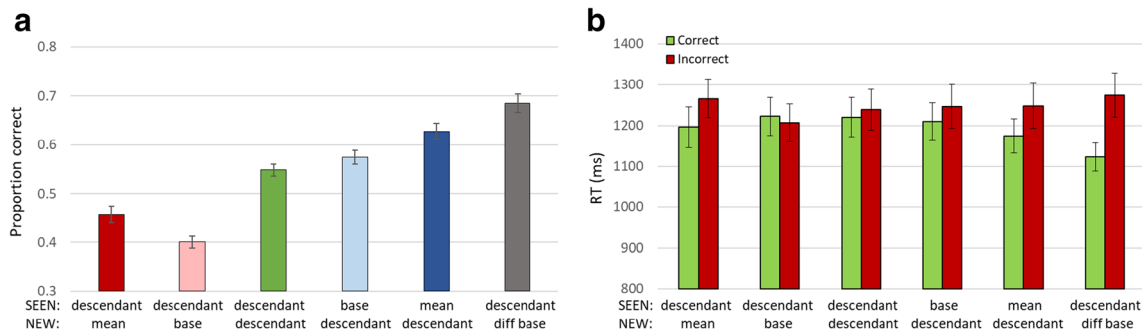 a
Proportion correct
0.8
0.7
0.6
0.5
0.4
0.3
SEEN: descendant descendant descendant base mean descendant
NEW: mean base descendant descendant descendant diff base
b
RT (ms)
1400
1300
1200
1100
1000
900
800
Correct
Incorrect
SEEN: descendant descendant descendant base mean descendant
NEW: mean base descendant descendant descendant diff base